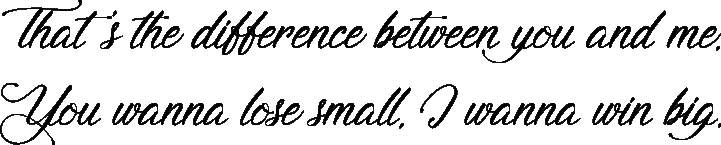 That's the difference between you and me.
You wanna lose small, I wanna win big.